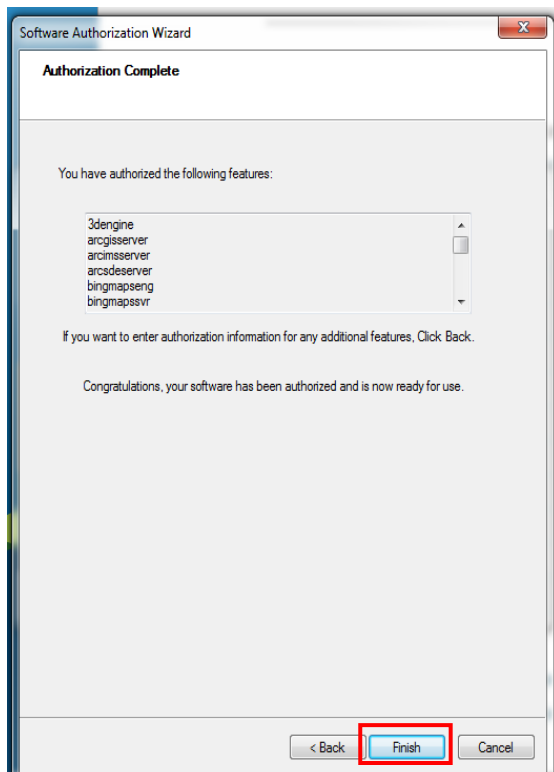 Software Authorization Wizard
Authorization Complete
You have authorized the following features:
3dengine
arcgisserver
arcimsserver
arcsdeserver
bingmapseng
bingmapssvr
If you want to enter authorization information for any additional features, Click Back.
Congratulations, your software has been authorized and is now ready for use.
< Back Finish Cancel